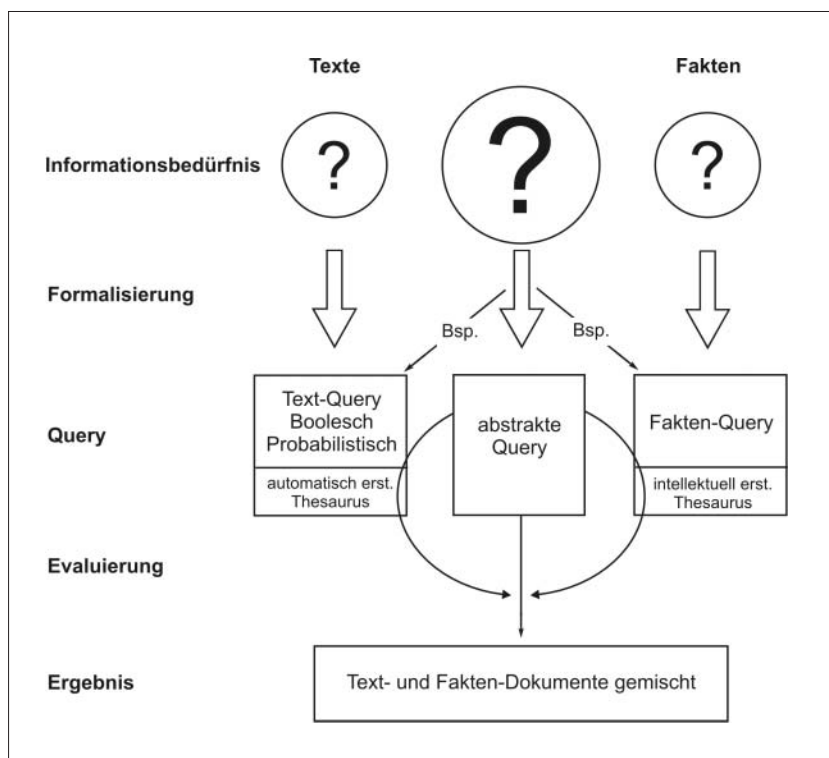 Texte
Fakten
Informationsbedürfnis
?
?
?
Formalisierung
Bsp.
Bsp.
Query
Text-Query
Boolesch
Probabilistisch
automatisch erst.
Thesaurus
abstrakte
Query
Fakten-Query
intellektuell erst.
Thesaurus
Evaluierung
Ergebnis
Text- und Fakten-Dokumente gemischt